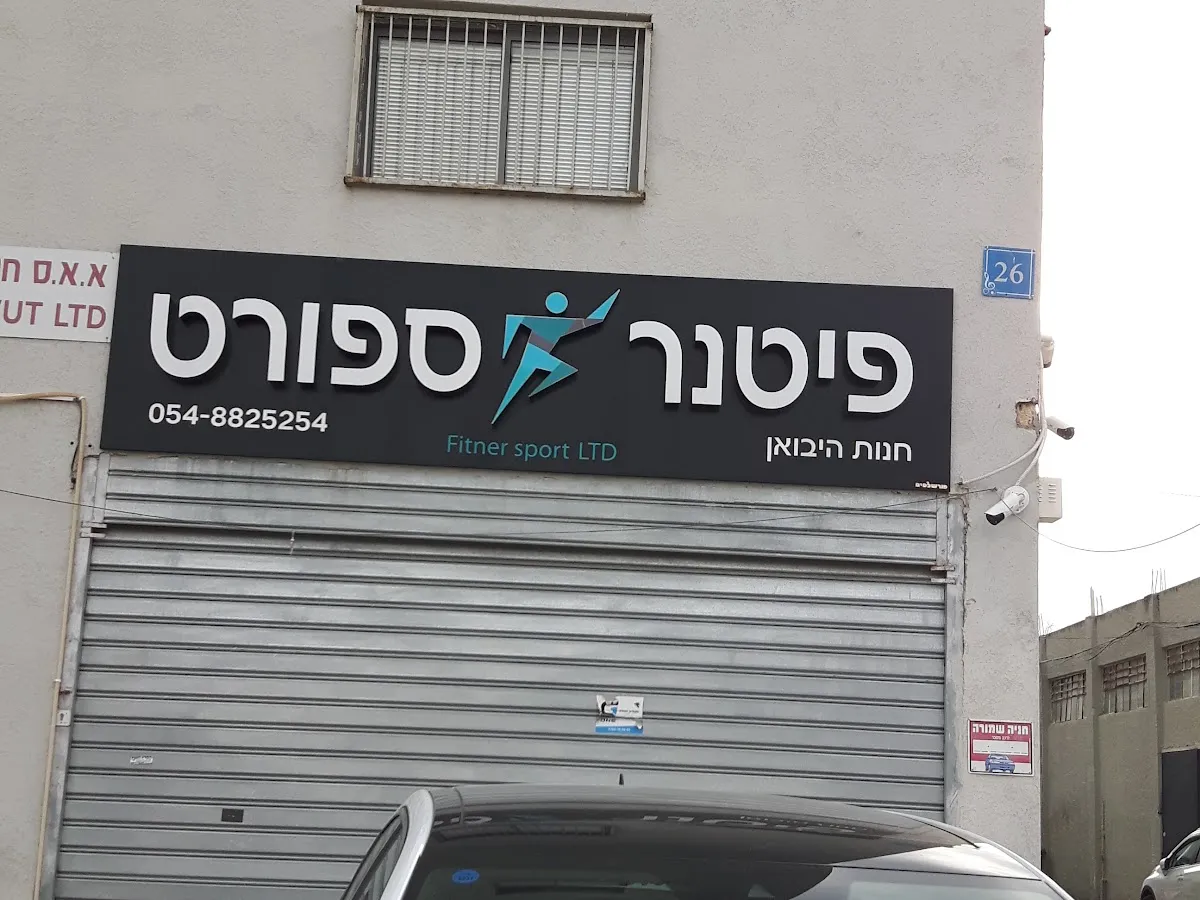 פיטנר ספורט
חנות היבואן
054-8825254
Fitner sport LTD
26
א.א.ס
UT LTD
חניה שמורה